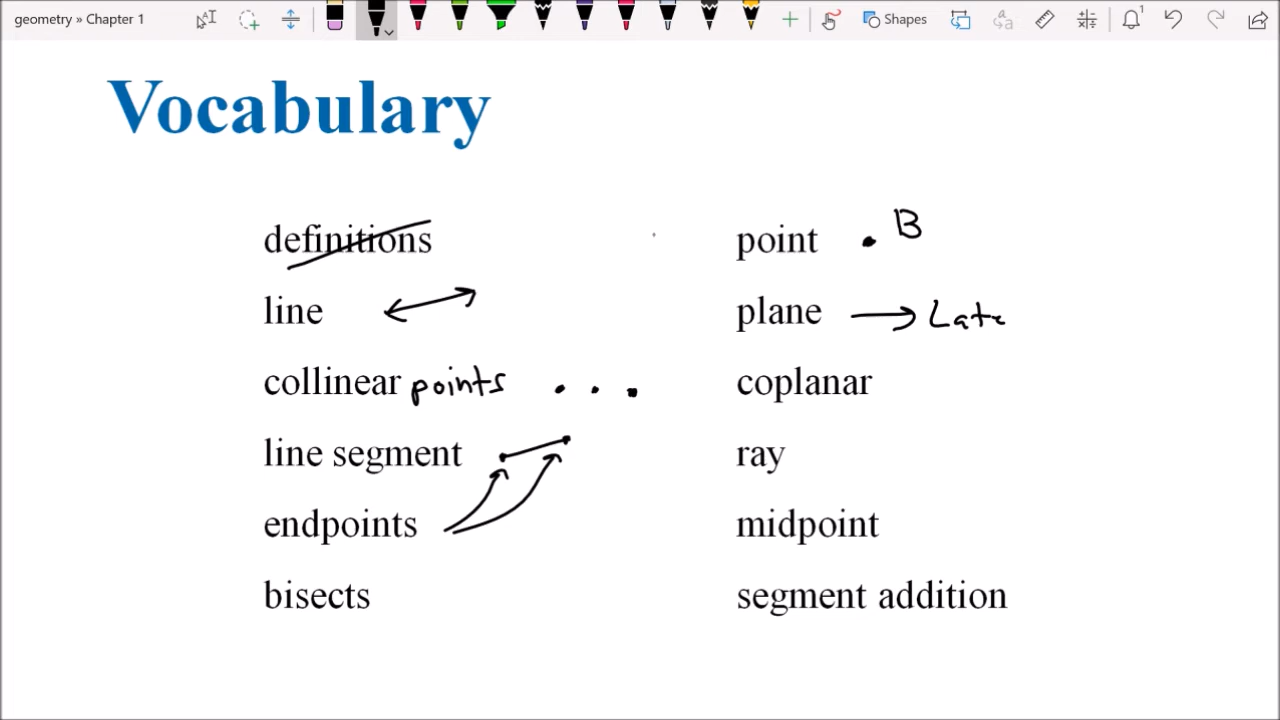 geometry » Chapter 1
Shapes
1
Vocabulary
definitions
line
collinear points
line segment
endpoints
bisects
point B
plane
coplanar
ray
midpoint
segment addition